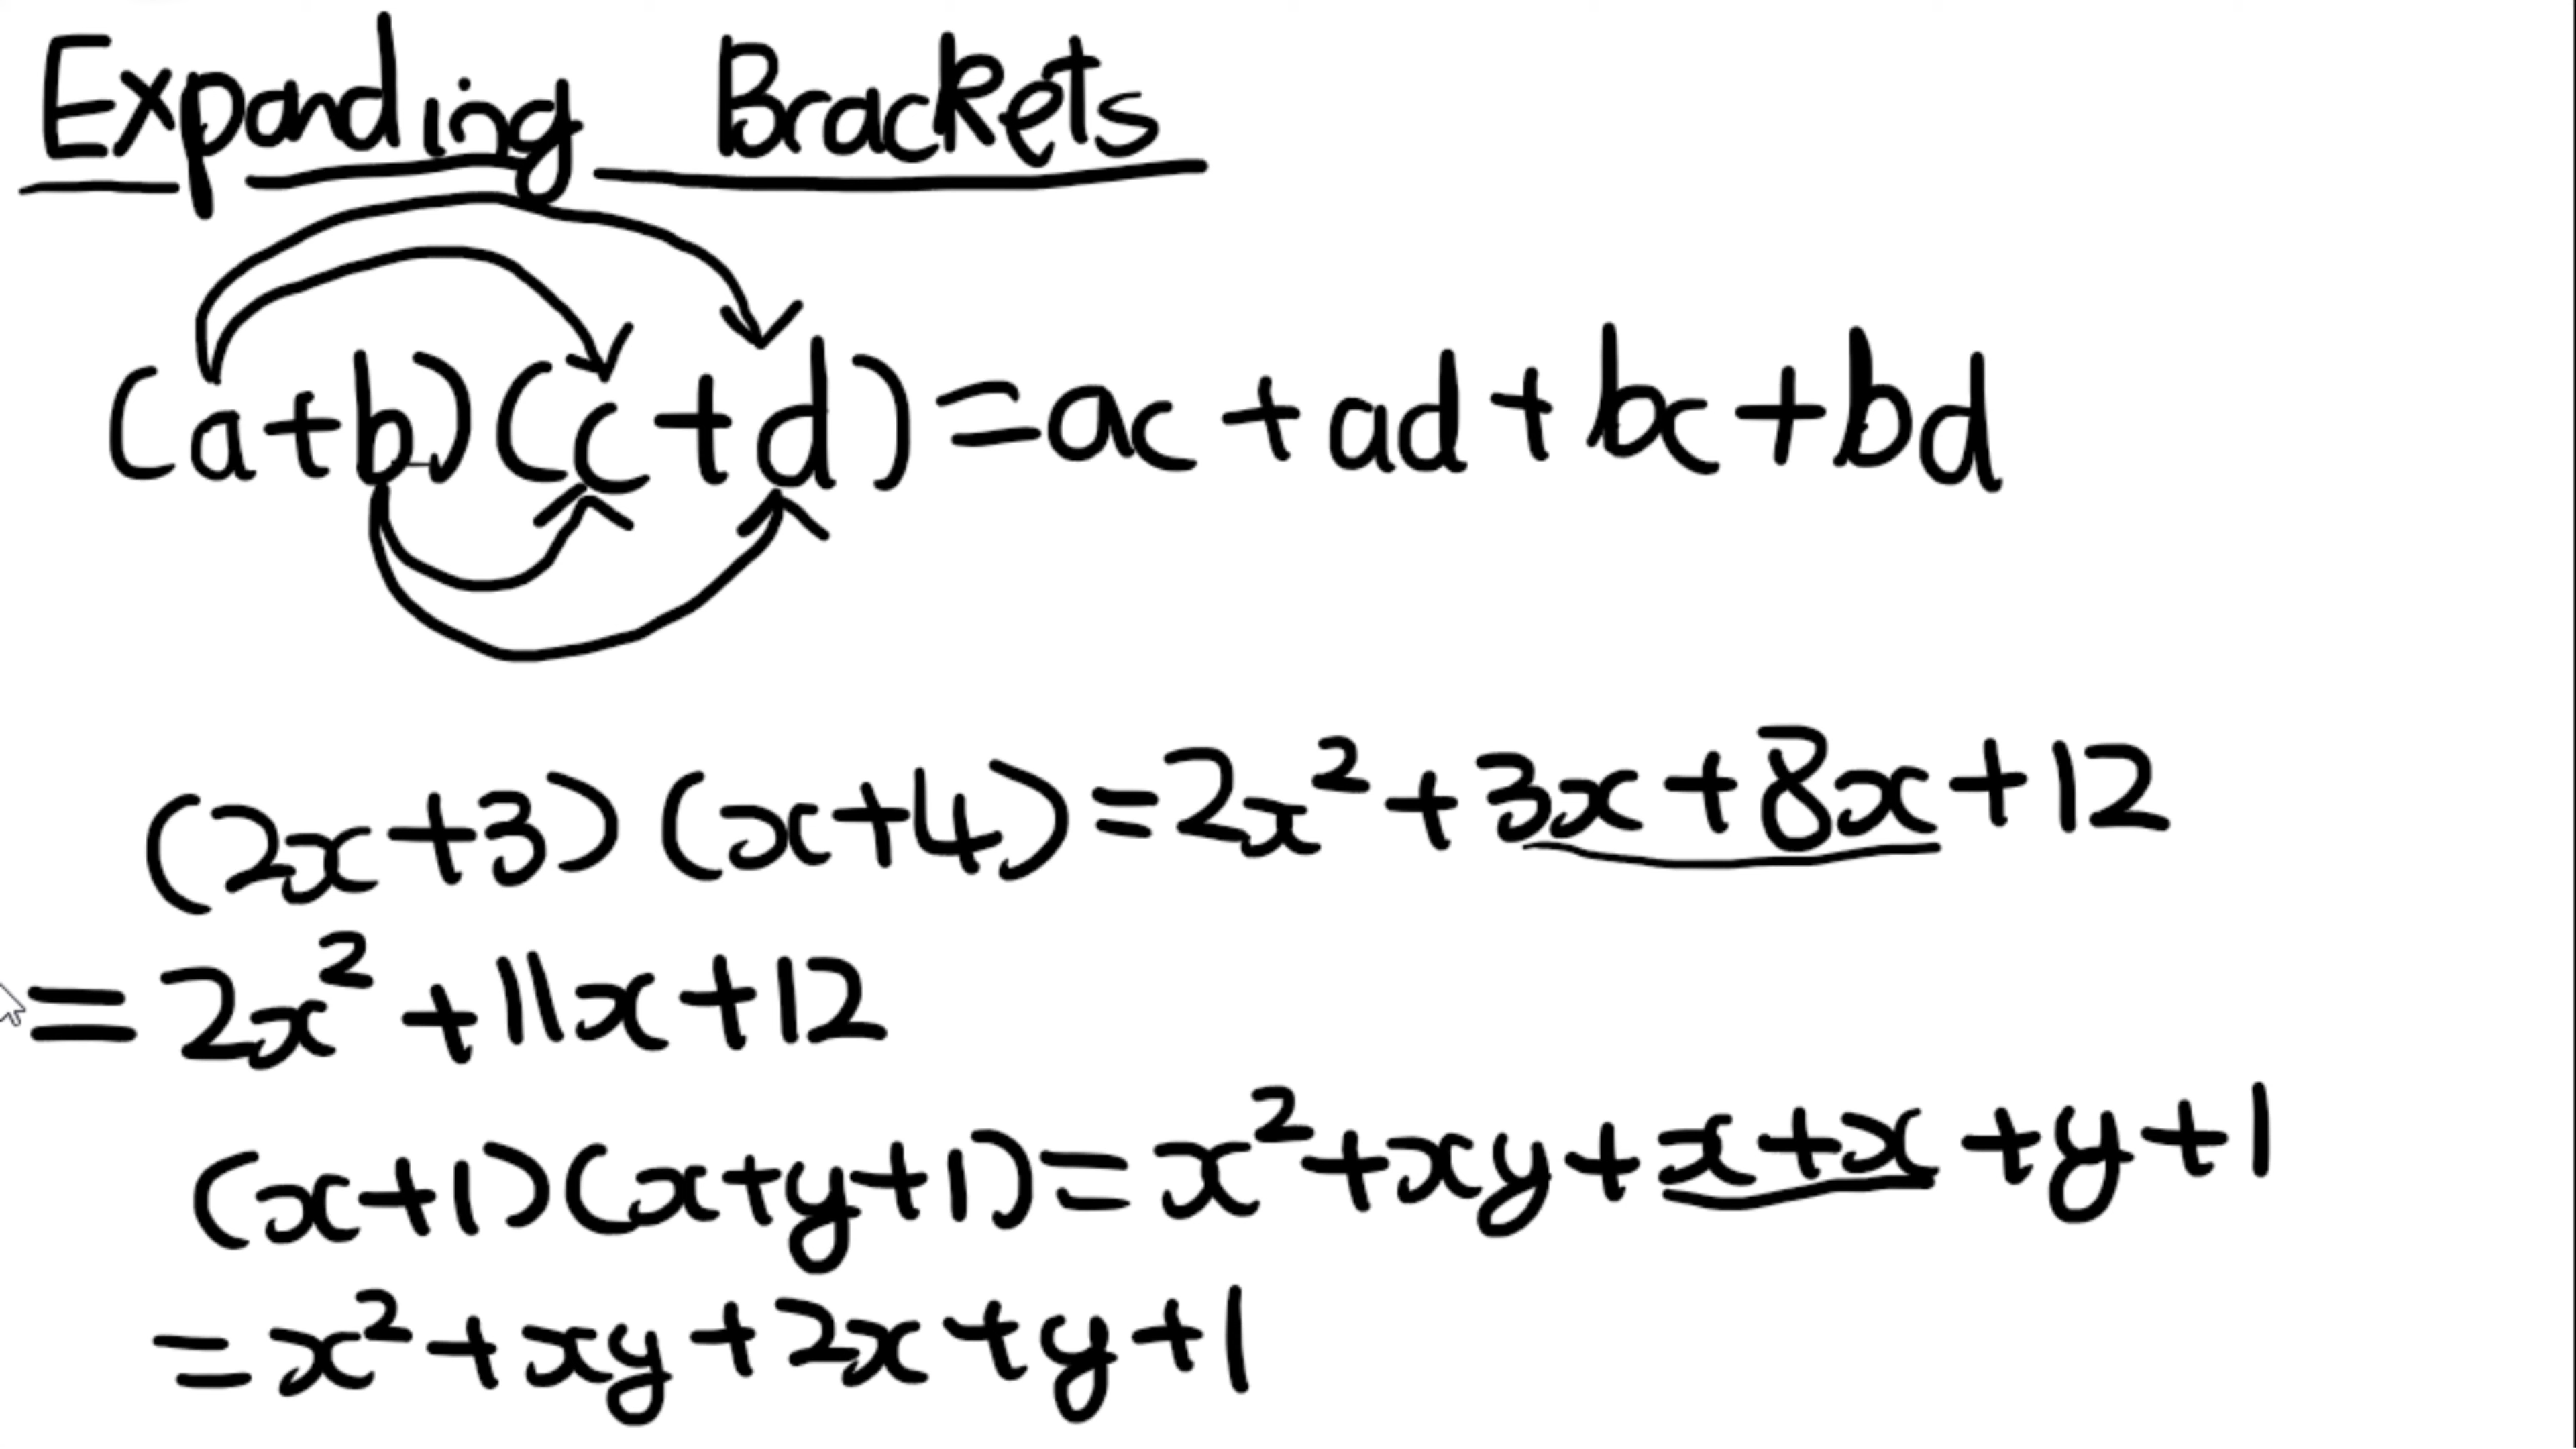 Expanding Brackets
(a+b)(c+d)=ac+ad+bc+bd
(2x+3)(x+4)=2x²+3x+8x+12
=2x²+11x+12
(x+1)(x+y+1)=x²+xy+x+x+y+1
=x²+xy+2x+y+1